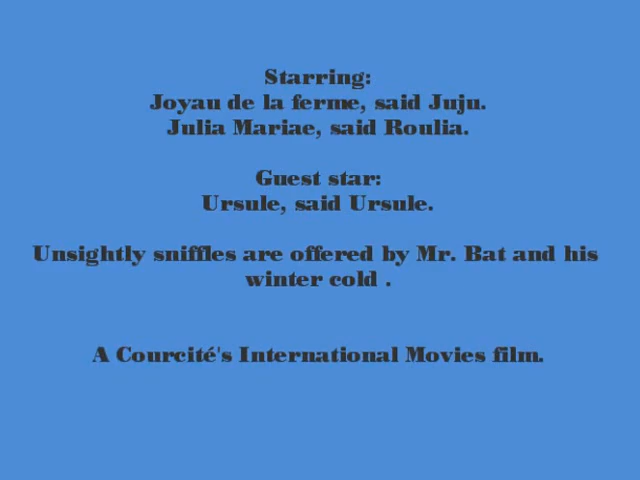 Starring:
Joyau de la ferme, said Juju.
Julia Mariae, said Roulia.
Guest star:
Ursule, said Ursule.
Unsightly sniffles are offered by Mr. Bat and his
winter cold .
A Courcité's International Movies film.